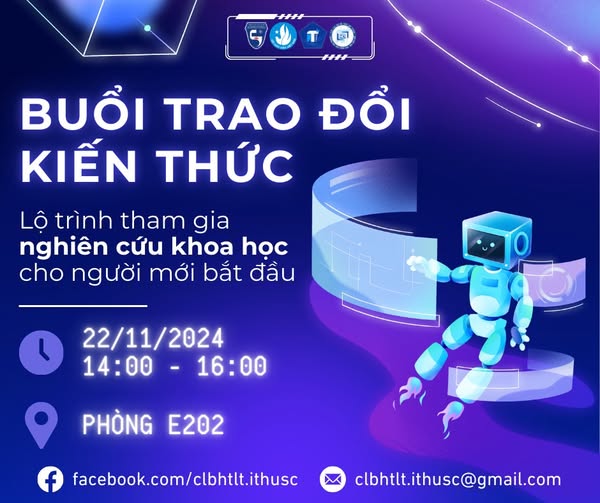 BUỔI TRAO ĐỔI
KIẾN THỨC
Lộ trình tham gia
nghiên cứu khoa học
cho người mới bắt đầu
22/11/2024
14:00 - 16:00
PHÒNG E202
facebook.com/clbhtlt.ithusc
clbhtlt.ithusc@gmail.com